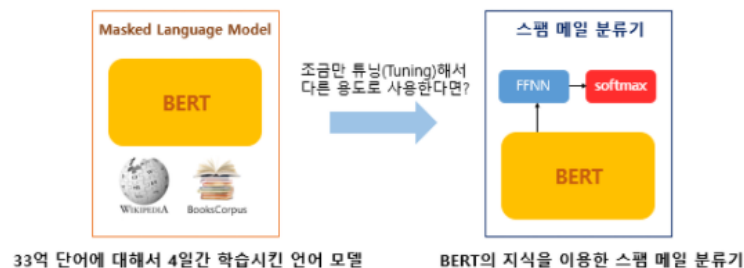 Masked Language Model
BERT
WIKIPEDIA
BooksCorpus
33억 단어에 대해서 4일간 학습시킨 언어 모델
조금만 튜닝(Tuning)해서
다른 용도로 사용한다면?
스팸 메일 분류기
FFNN
softmax
BERT
BERT의 지식을 이용한 스팸 메일 분류기